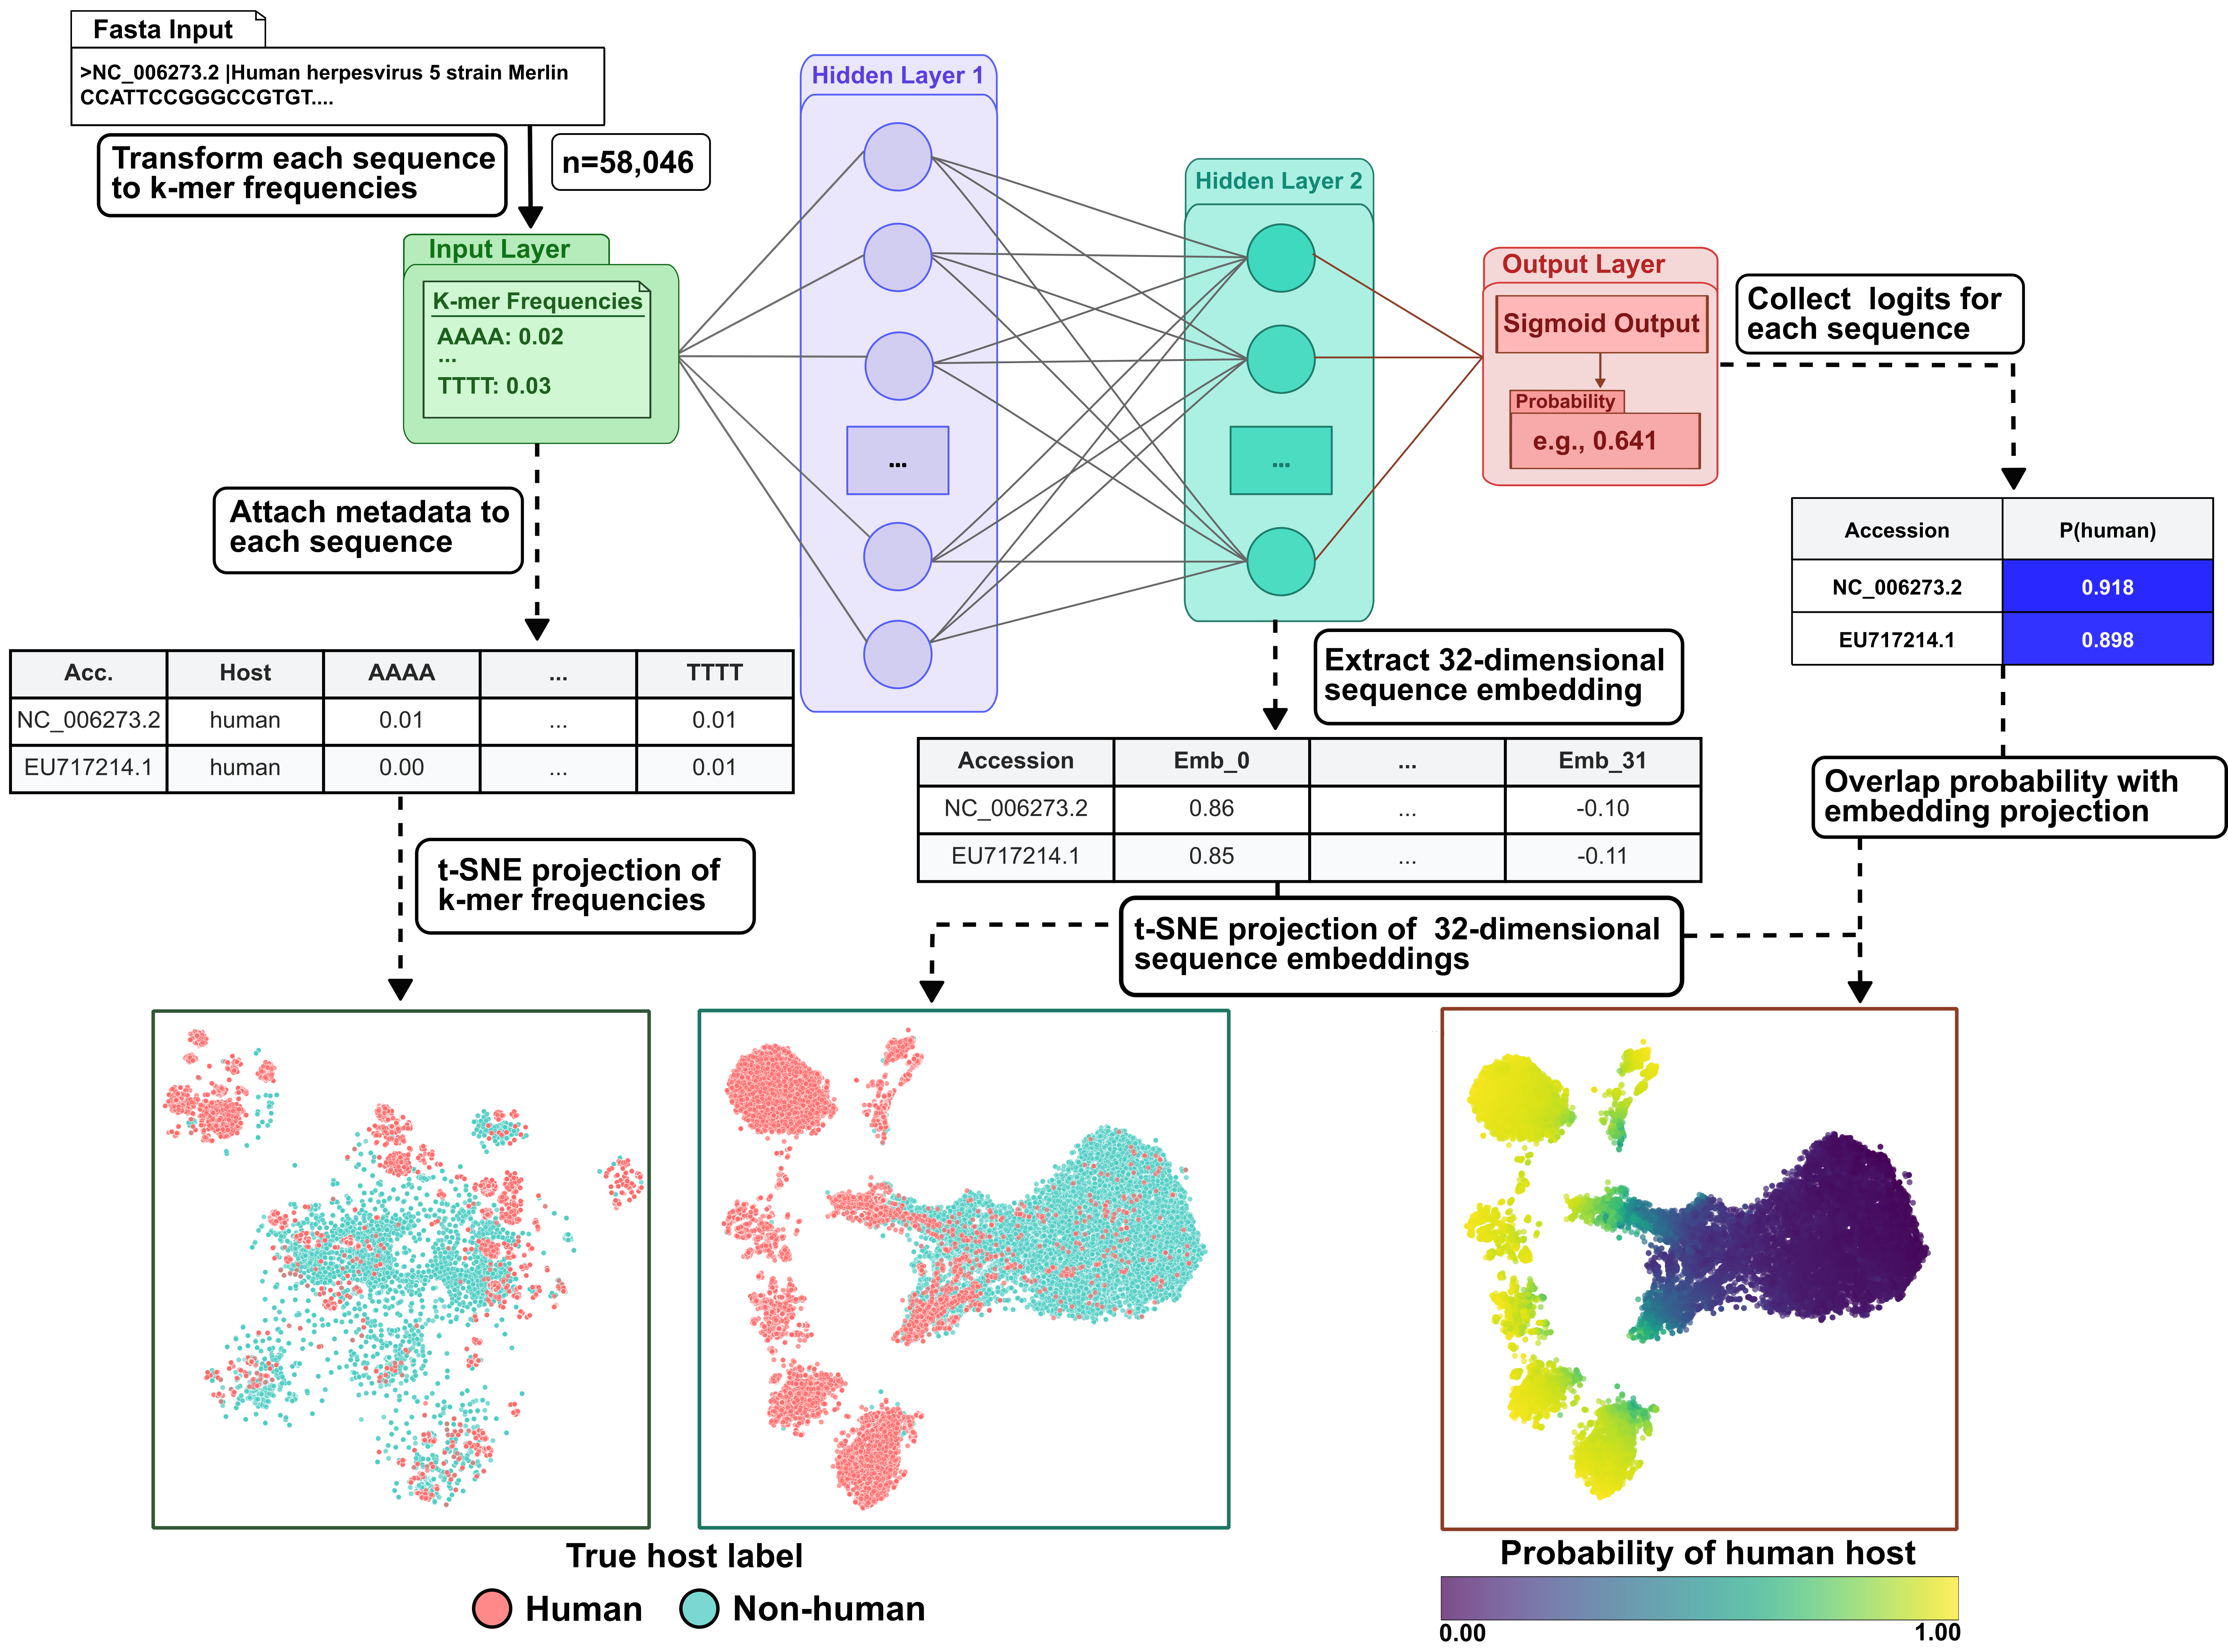 Fasta Input
>NC_006273.2 |Human herpesvirus 5 strain Merlin
CCATTCCGGGCCGTGT....
Transform each sequence
to k-mer frequencies
n=58,046
Input Layer
K-mer Frequencies
AAAA: 0.02
...
TTTT: 0.03
Hidden Layer 1
...
Hidden Layer 2
...
Output Layer
Sigmoid Output
Probability
e.g., 0.641
Collect logits for
each sequence
Accession P(human)
NC_006273.2 0.918
EU717214.1 0.898
Attach metadata to
each sequence
Acc. Host AAAA ... TTTT
NC_006273.2 human 0.01 ... 0.01
EU717214.1 human 0.00 ... 0.01
Extract 32-dimensional
sequence embedding
Accession Emb_0 ... Emb_31
NC_006273.2 0.86 ... -0.10
EU717214.1 0.85 ... -0.11
Overlap probability with
embedding projection
t-SNE projection of
k-mer frequencies
t-SNE projection of 32-dimensional
sequence embeddings
True host label
Human Non-human
Probability of human host
0.00 1.00